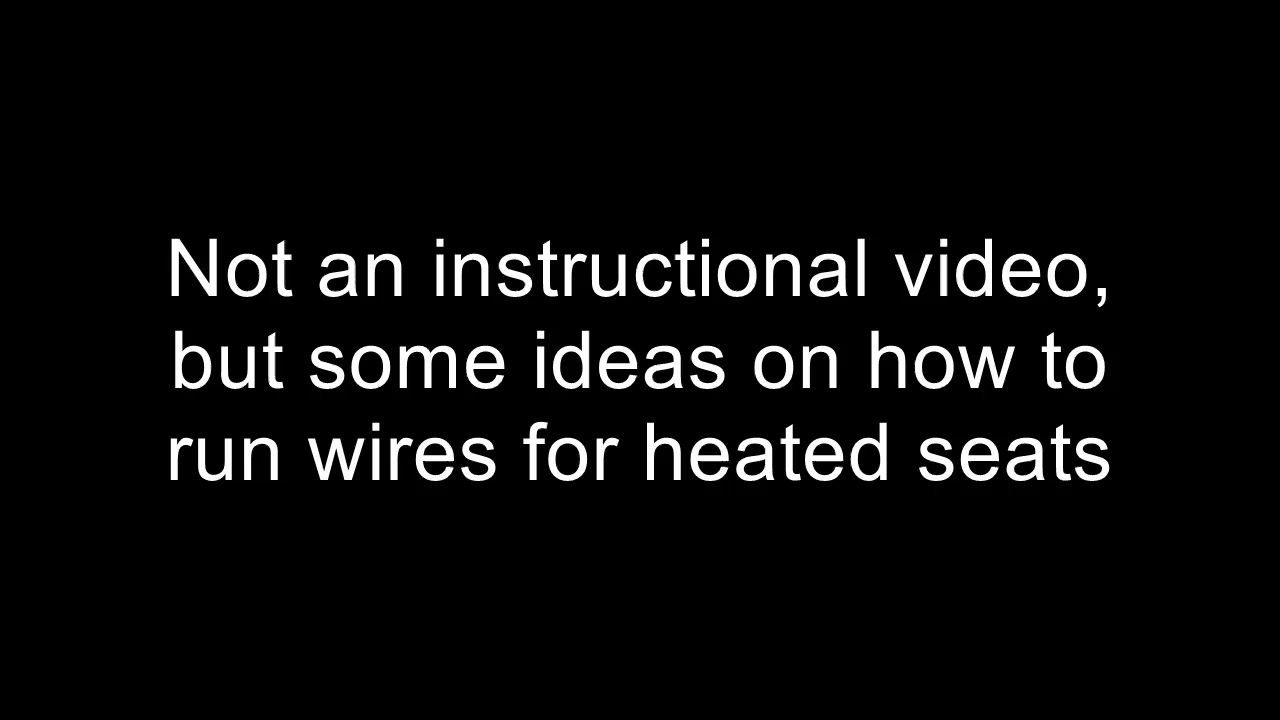 Not an instructional video,
but some ideas on how to
run wires for heated seats